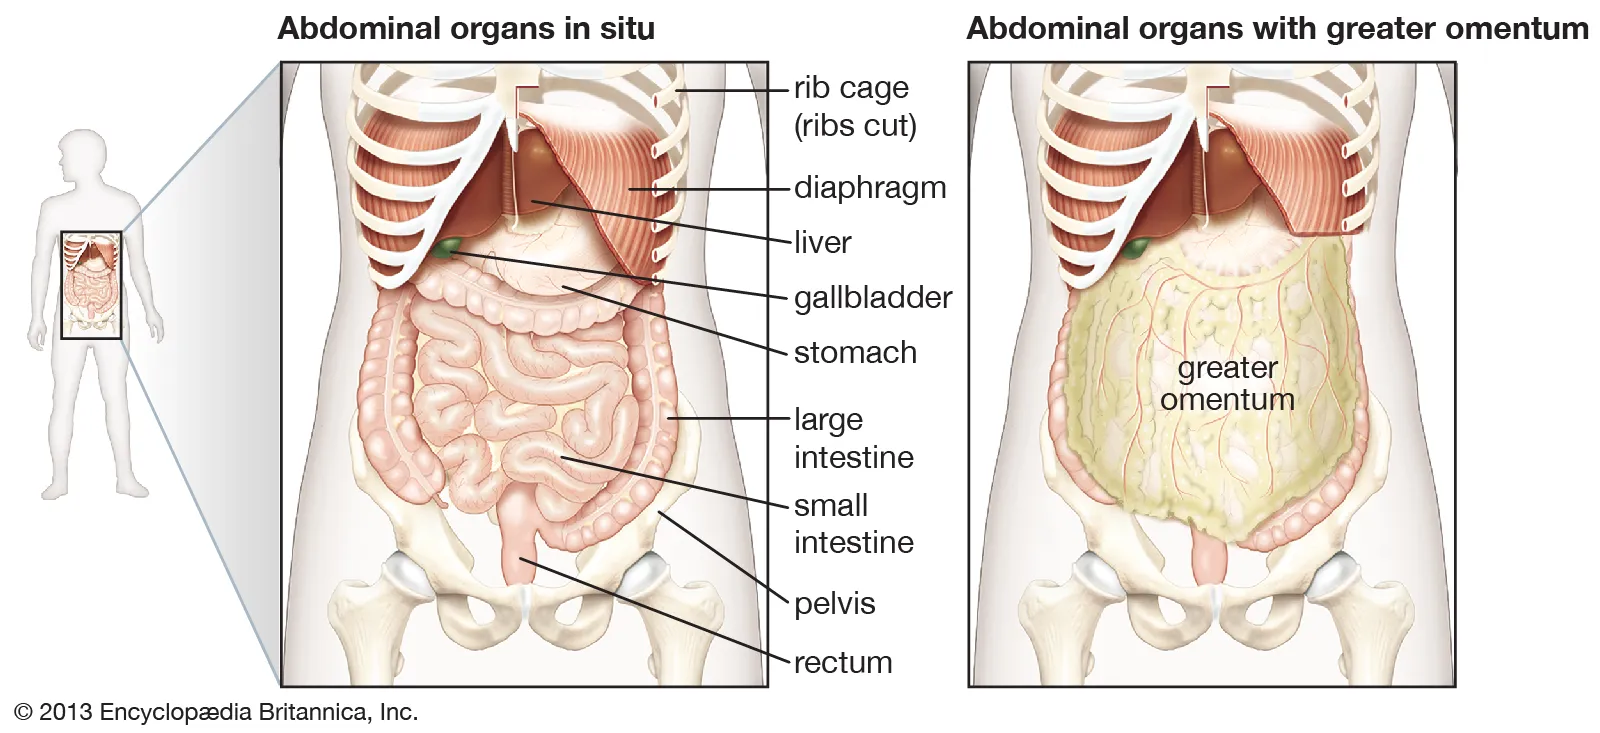 Abdominal organs in situ
Abdominal organs with greater omentum
rib cage
(ribs cut)
diaphragm
liver
gallbladder
stomach
large
intestine
small
intestine
pelvis
rectum
greater
omentum
© 2013 Encyclopædia Britannica, Inc.